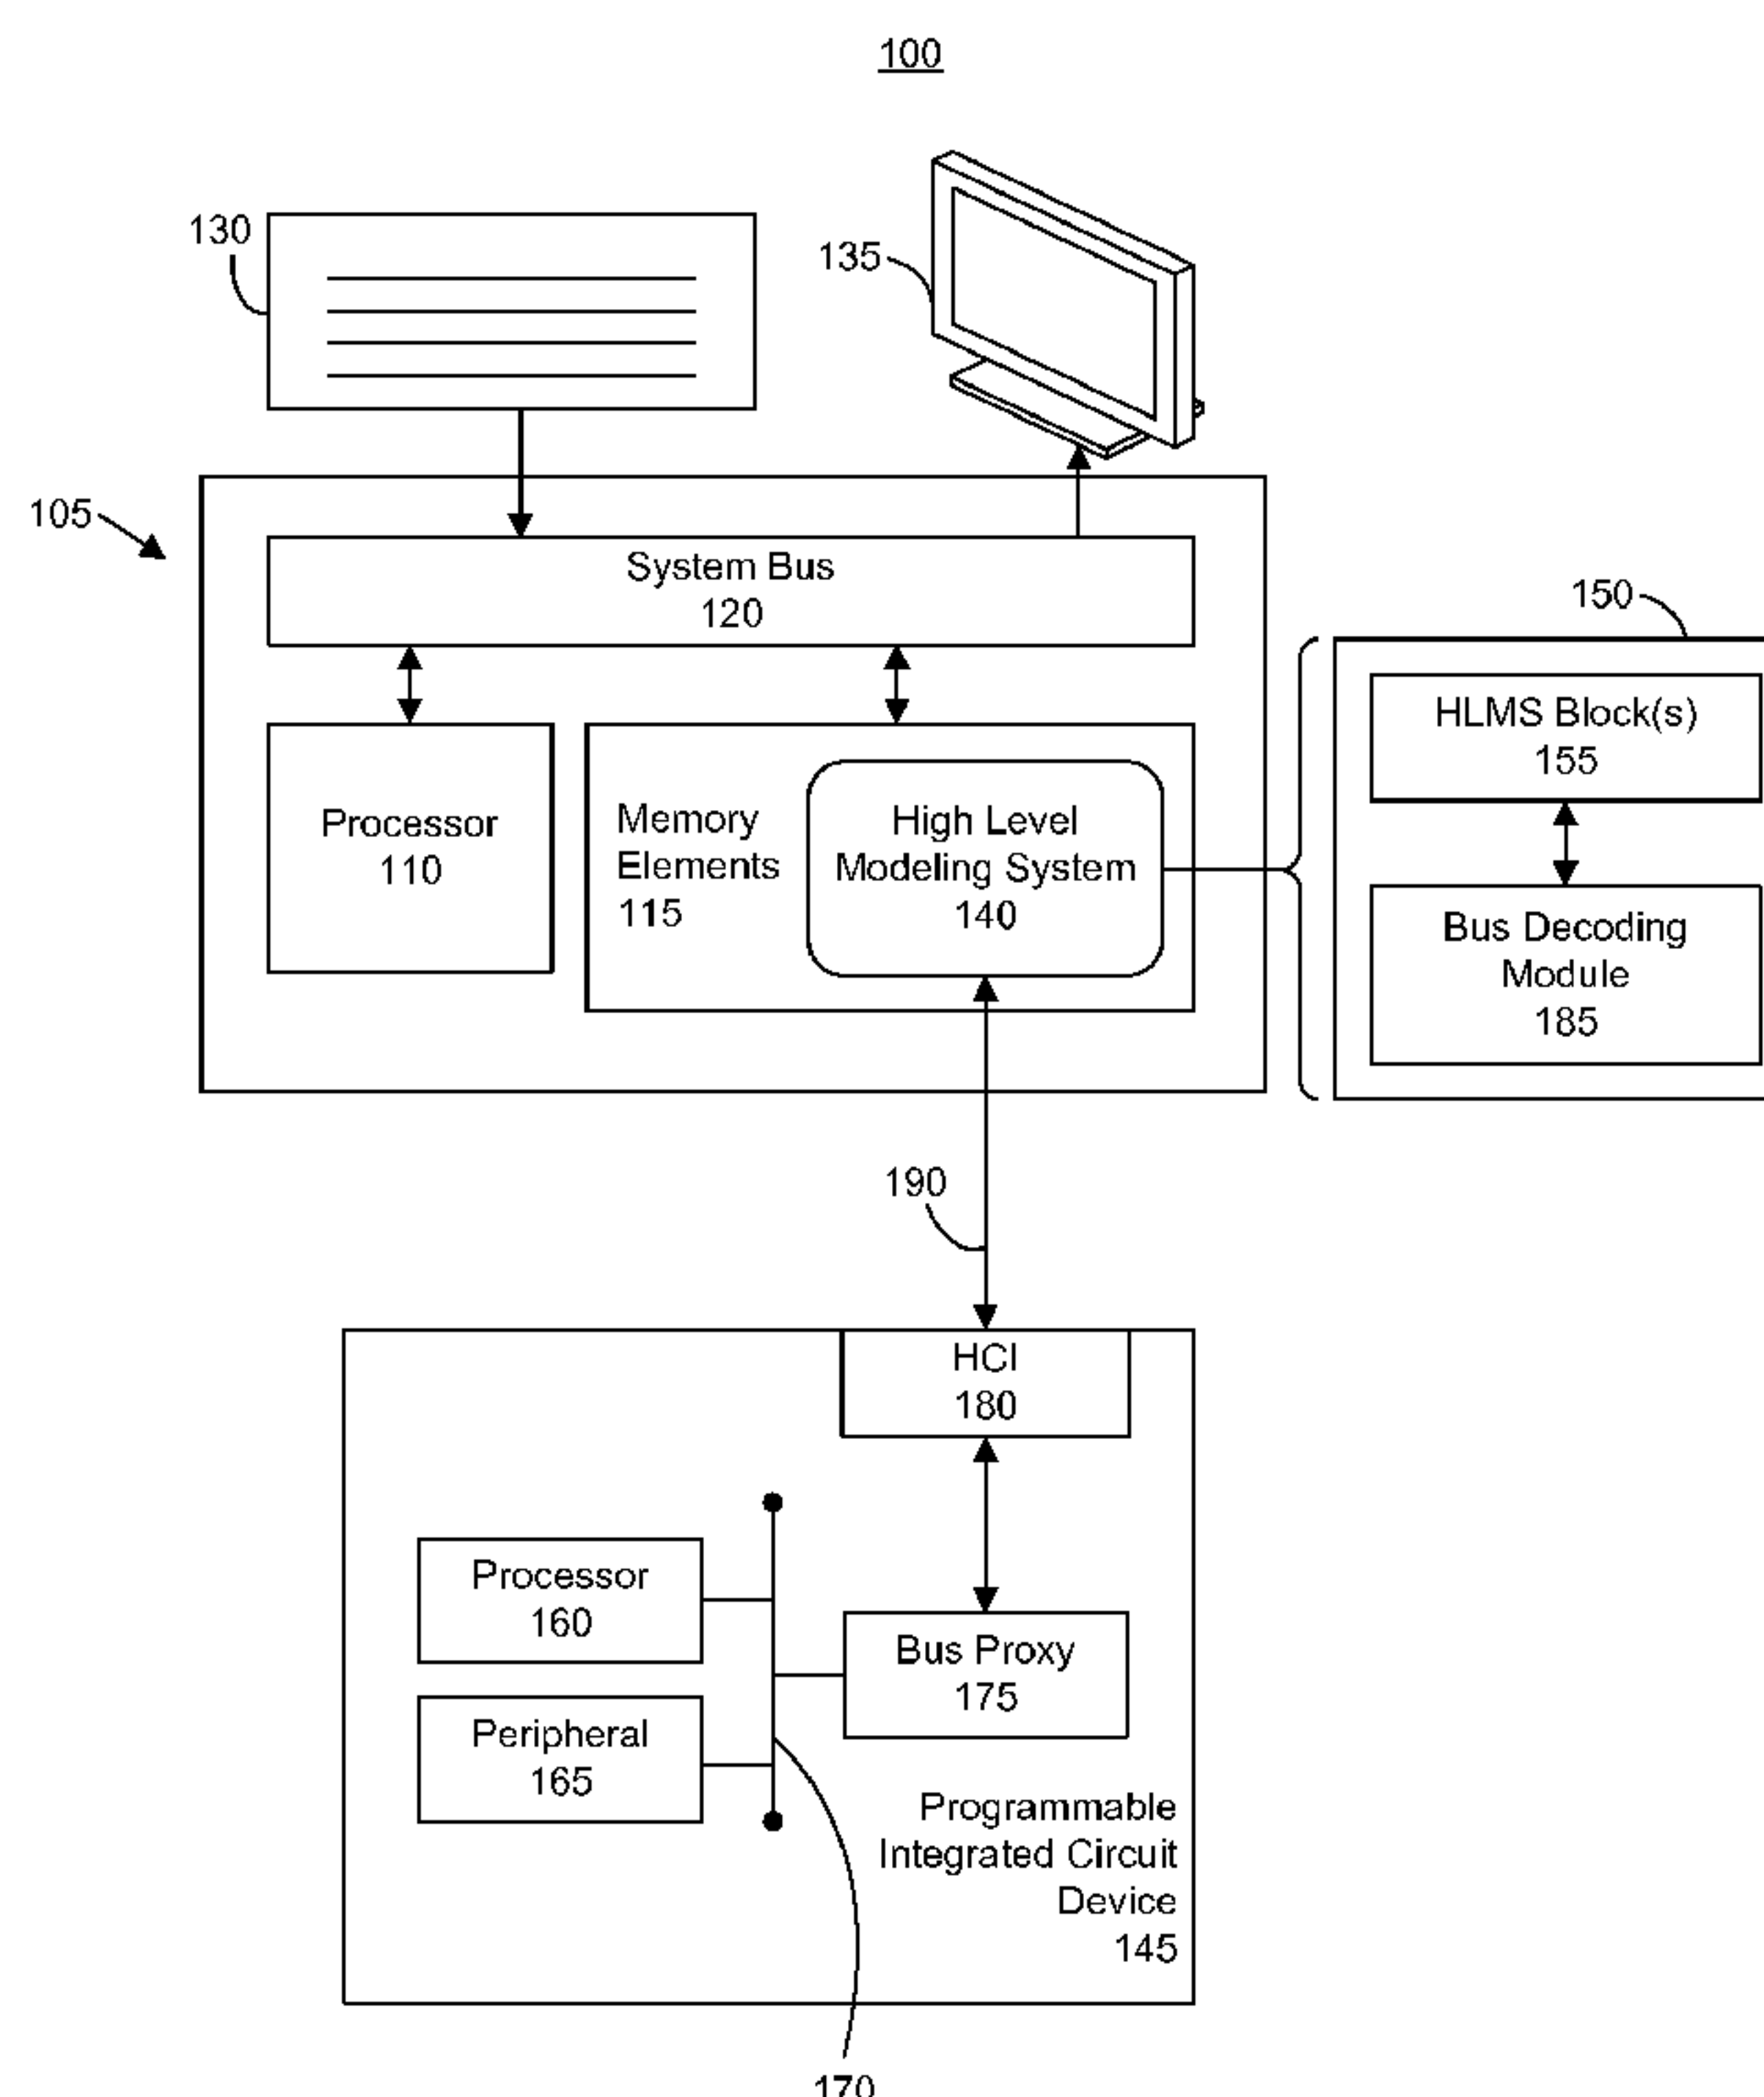 100
130
135
105
System Bus
120
150
HLMS Block(s)
155
Processor
110
Memory
Elements
115
High Level
Modeling System
140
Bus Decoding
Module
185
190
HCI
180
Processor
160
Bus Proxy
175
Peripheral
165
Programmable
Integrated Circuit
Device
145
170